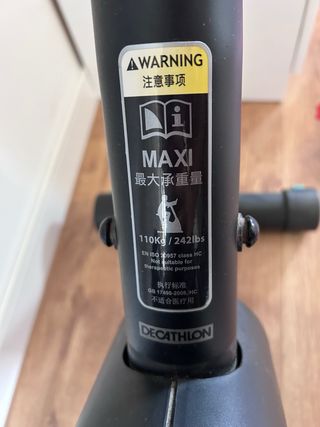 WARNING
注意事项
MAXI
最大承重量
110Kg / 242lbs
EN ISO 20957 class HC
Not suitable for
therapeutic purposes
执行标准
GB 17498-2008, HC
不适合医疗用
DECATHLON